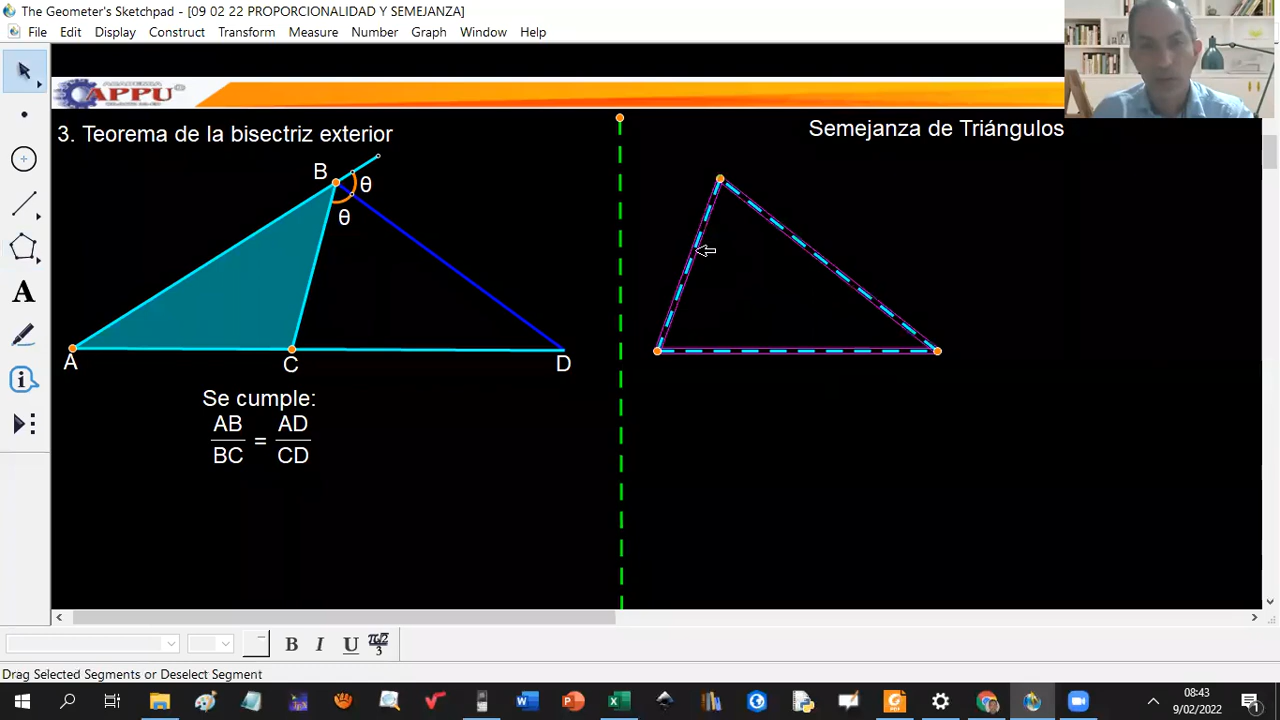 The Geometer's Sketchpad - [09 02 22 PROPORCIONALIDAD Y SEMEJANZA]
File Edit Display Construct Transform Measure Number Graph Window Help
ACADEMIA
APPU
3. Teorema de la bisectriz exterior
Semejanza de Triángulos
B
θ
θ
A
C
D
Se cumple:
AB/BC = AD/CD
B I U
Drag Selected Segments or Deselect Segment
08:43
9/02/2022